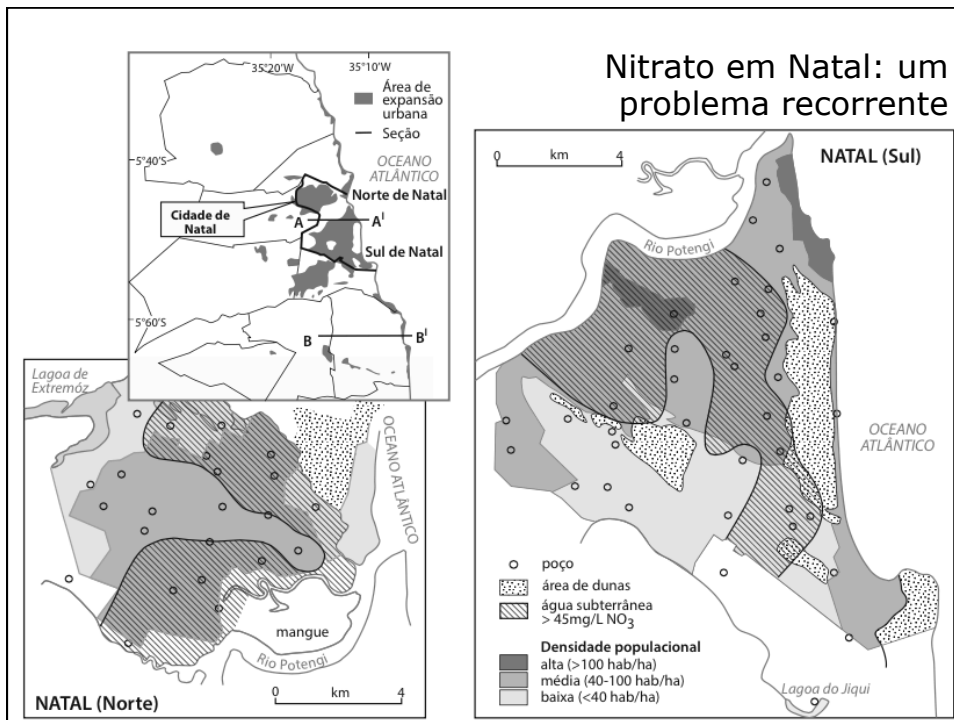 Nitrato em Natal: um
problema recorrente
35°20'W
35°10'W
Área de
expansão
urbana
Seção
5°40'S
OCEANO
ATLÂNTICO
Norte de Natal
Cidade de
Natal
A
A'
Sul de Natal
5°60'S
B
B'
Lagoa de
Extremóz
OCEANO ATLÂNTICO
mangue
Rio Potengi
NATAL (Norte)
0 km 4
0 km 4
NATAL (Sul)
Rio Potengi
OCEANO
ATLÂNTICO
poço
área de dunas
água subterrânea
> 45mg/L NO3
Densidade populacional
alta (>100 hab/ha)
média (40-100 hab/ha)
baixa (<40 hab/ha)
Lagoa do Jiqui